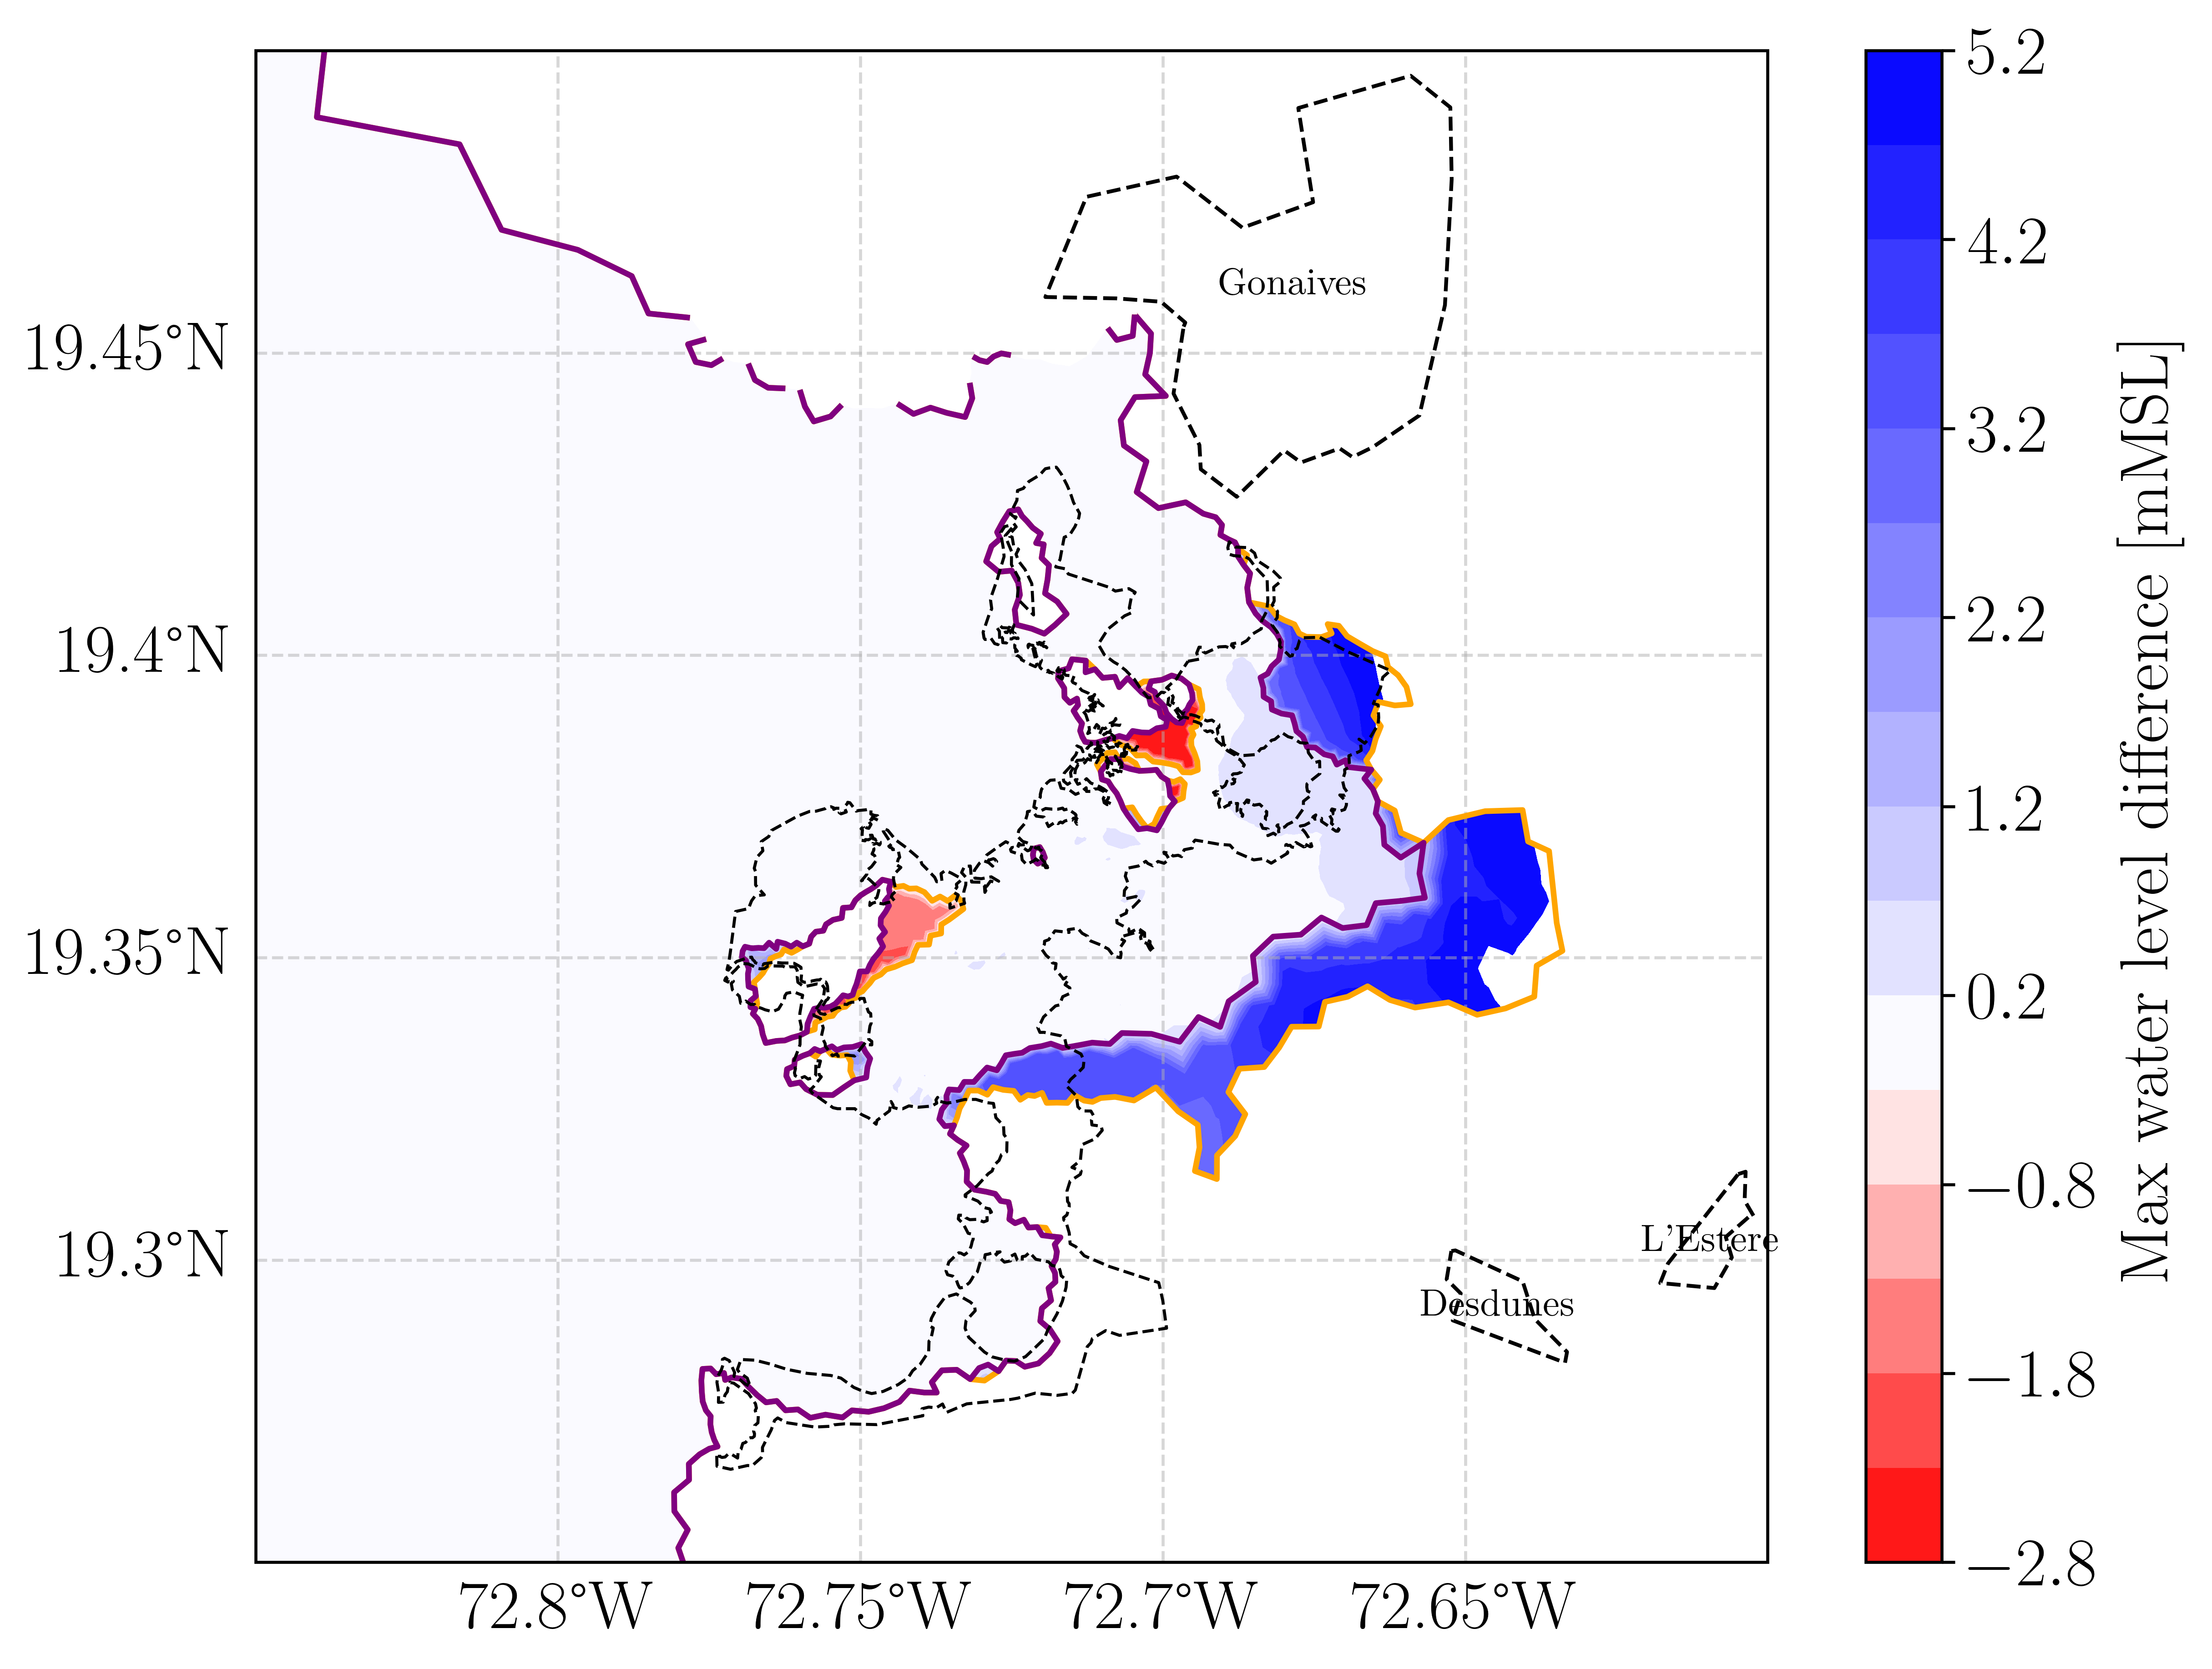 19.45°N
19.4°N
19.35°N
19.3°N
72.8°W
72.75°W
72.7°W
72.65°W
Gonaives
L'Estere
Desdunes
5.2
4.2
3.2
2.2
1.2
0.2
−0.8
−1.8
−2.8
Max water level difference [mMSL]